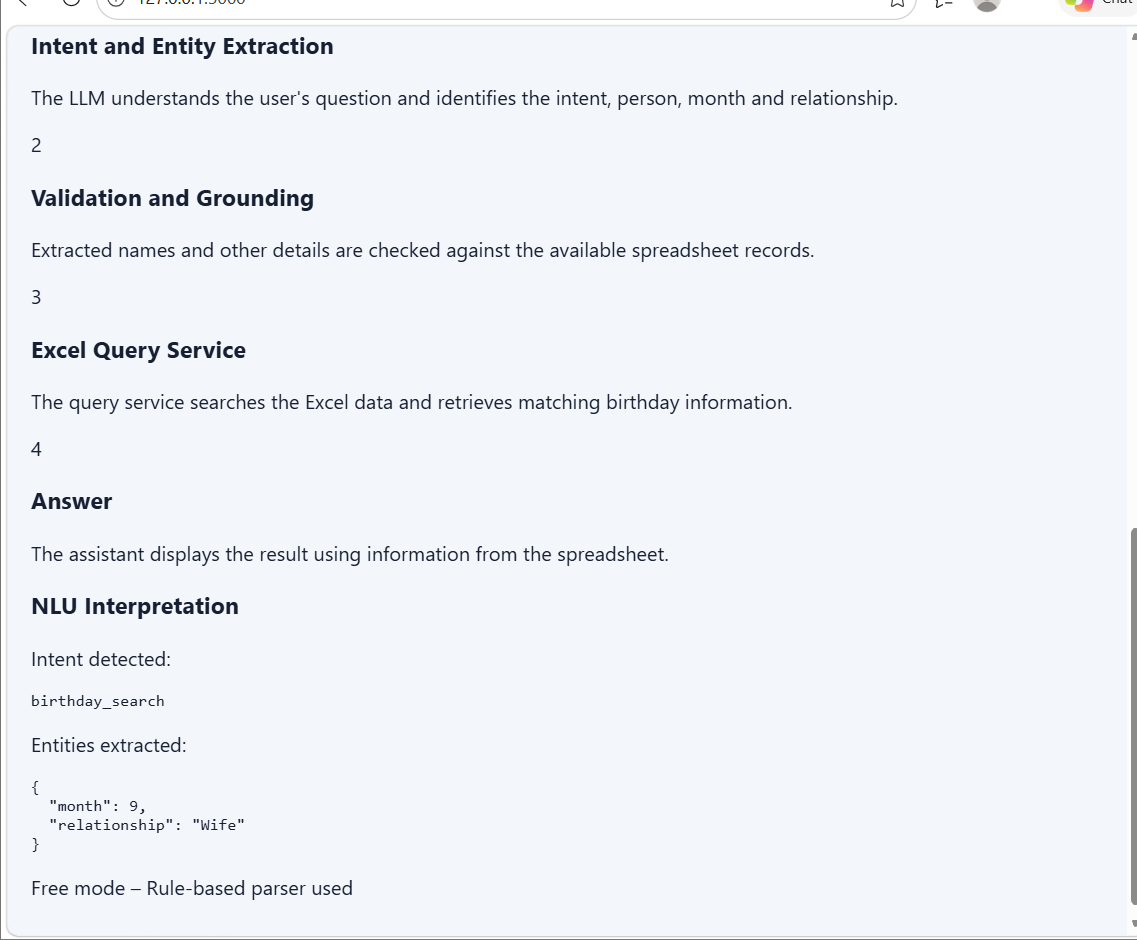 Intent and Entity Extraction
The LLM understands the user's question and identifies the intent, person, month and relationship.
2
Validation and Grounding
Extracted names and other details are checked against the available spreadsheet records.
3
Excel Query Service
The query service searches the Excel data and retrieves matching birthday information.
4
Answer
The assistant displays the result using information from the spreadsheet.
NLU Interpretation
Intent detected:
birthday_search
Entities extracted:
{
"month": 9,
"relationship": "Wife"
}
Free mode – Rule-based parser used